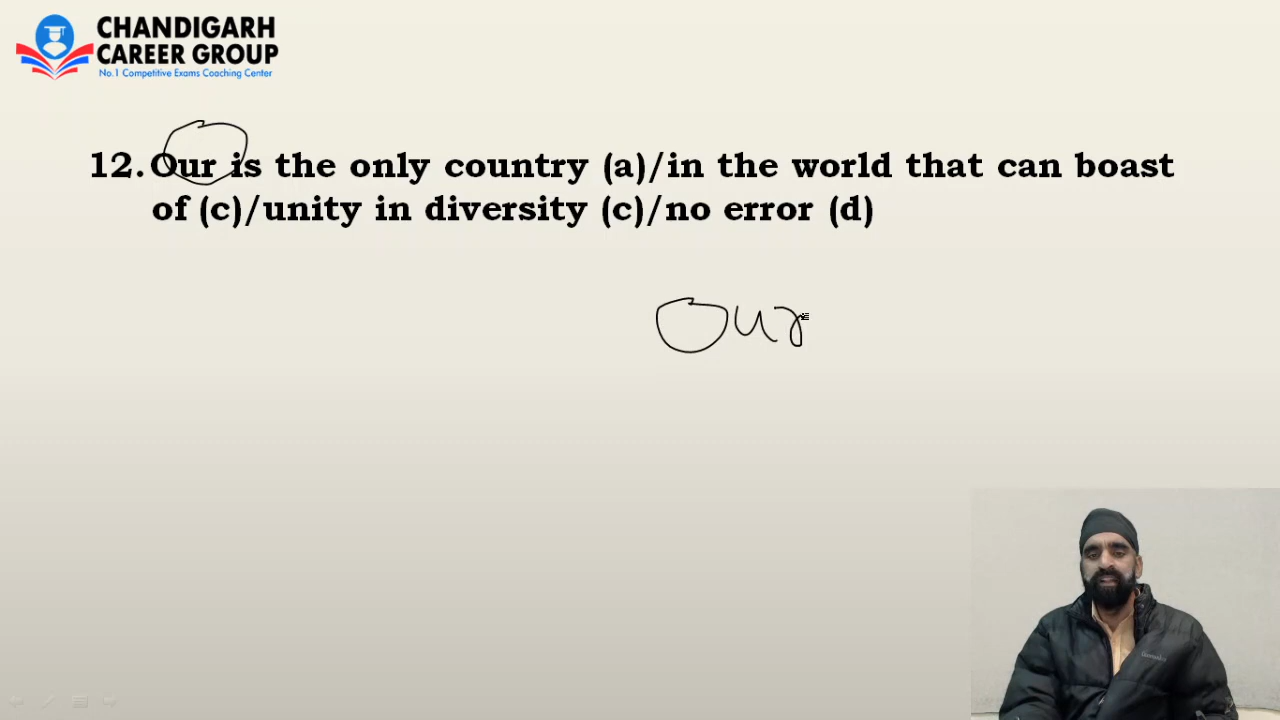 CHANDIGARH
CAREER GROUP
No.1 Competitive Exams Coaching Center
12. Our is the only country (a)/in the world that can boast
of (c)/unity in diversity (c)/no error (d)
Our